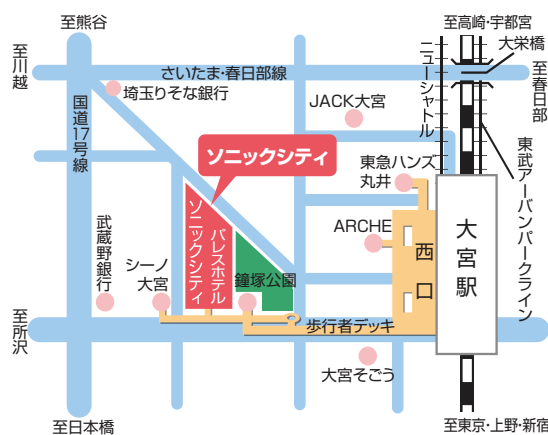 至熊谷
至高崎・宇都宮
大栄橋
至川越
さいたま・春日部線
ニューシャトル
至春日部
埼玉りそな銀行
JACK大宮
国道17号線
ソニックシティ
東急ハンズ
丸井
東武アーバンパークライン
武蔵野銀行
シーノ
大宮
ソニックシティ
パレスホテル
鐘塚公園
ARCHE
西口
大宮駅
至所沢
歩行者デッキ
大宮そごう
至日本橋
至東京・上野・新宿